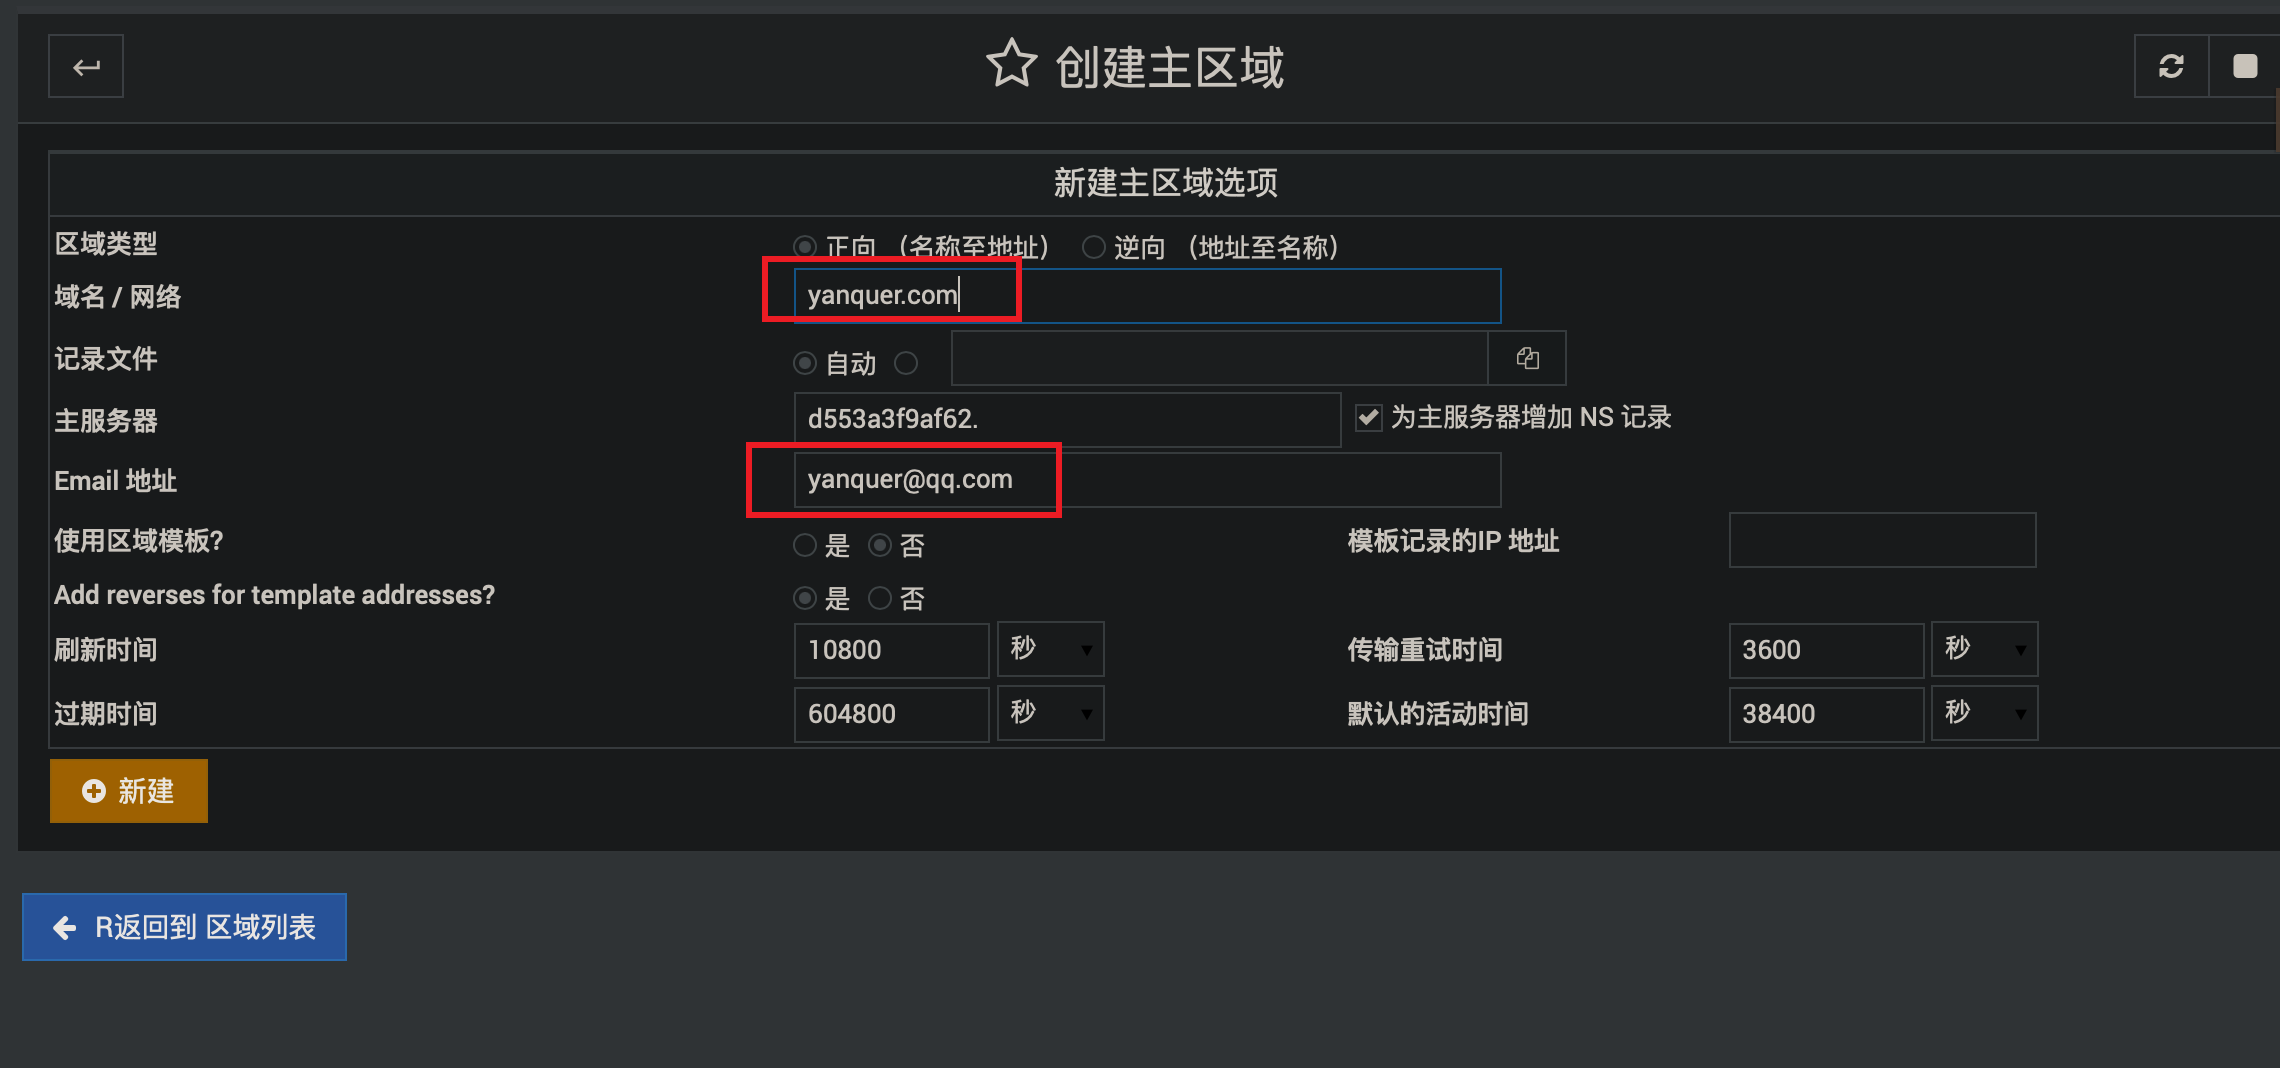 创建主区域
新建主区域选项
区域类型 正向 （名称至地址） 逆向 （地址至名称）
域名 / 网络 yanquer.com
记录文件 自动
主服务器 d553a3f9af62. 为主服务器增加 NS 记录
Email 地址 yanquer@qq.com
使用区域模板? 是 否 模板记录的IP 地址
Add reverses for template addresses? 是 否
刷新时间 10800 秒 传输重试时间 3600 秒
过期时间 604800 秒 默认的活动时间 38400 秒
新建
R返回到 区域列表